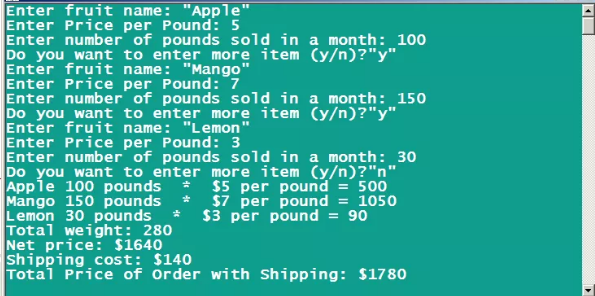 Enter fruit name: "Apple"
Enter Price per Pound: 5
Enter number of pounds sold in a month: 100
Do you want to enter more item (y/n)?"y"
Enter fruit name: "Mango"
Enter Price per Pound: 7
Enter number of pounds sold in a month: 150
Do you want to enter more item (y/n)?"y"
Enter fruit name: "Lemon"
Enter Price per Pound: 3
Enter number of pounds sold in a month: 30
Do you want to enter more item (y/n)?"n"
Apple 100 pounds  *  $5 per pound = 500
Mango 150 pounds  *  $7 per pound = 1050
Lemon 30 pounds  *  $3 per pound = 90
Total weight: 280
Net price: $1640
Shipping cost: $140
Total Price of Order with Shipping: $1780